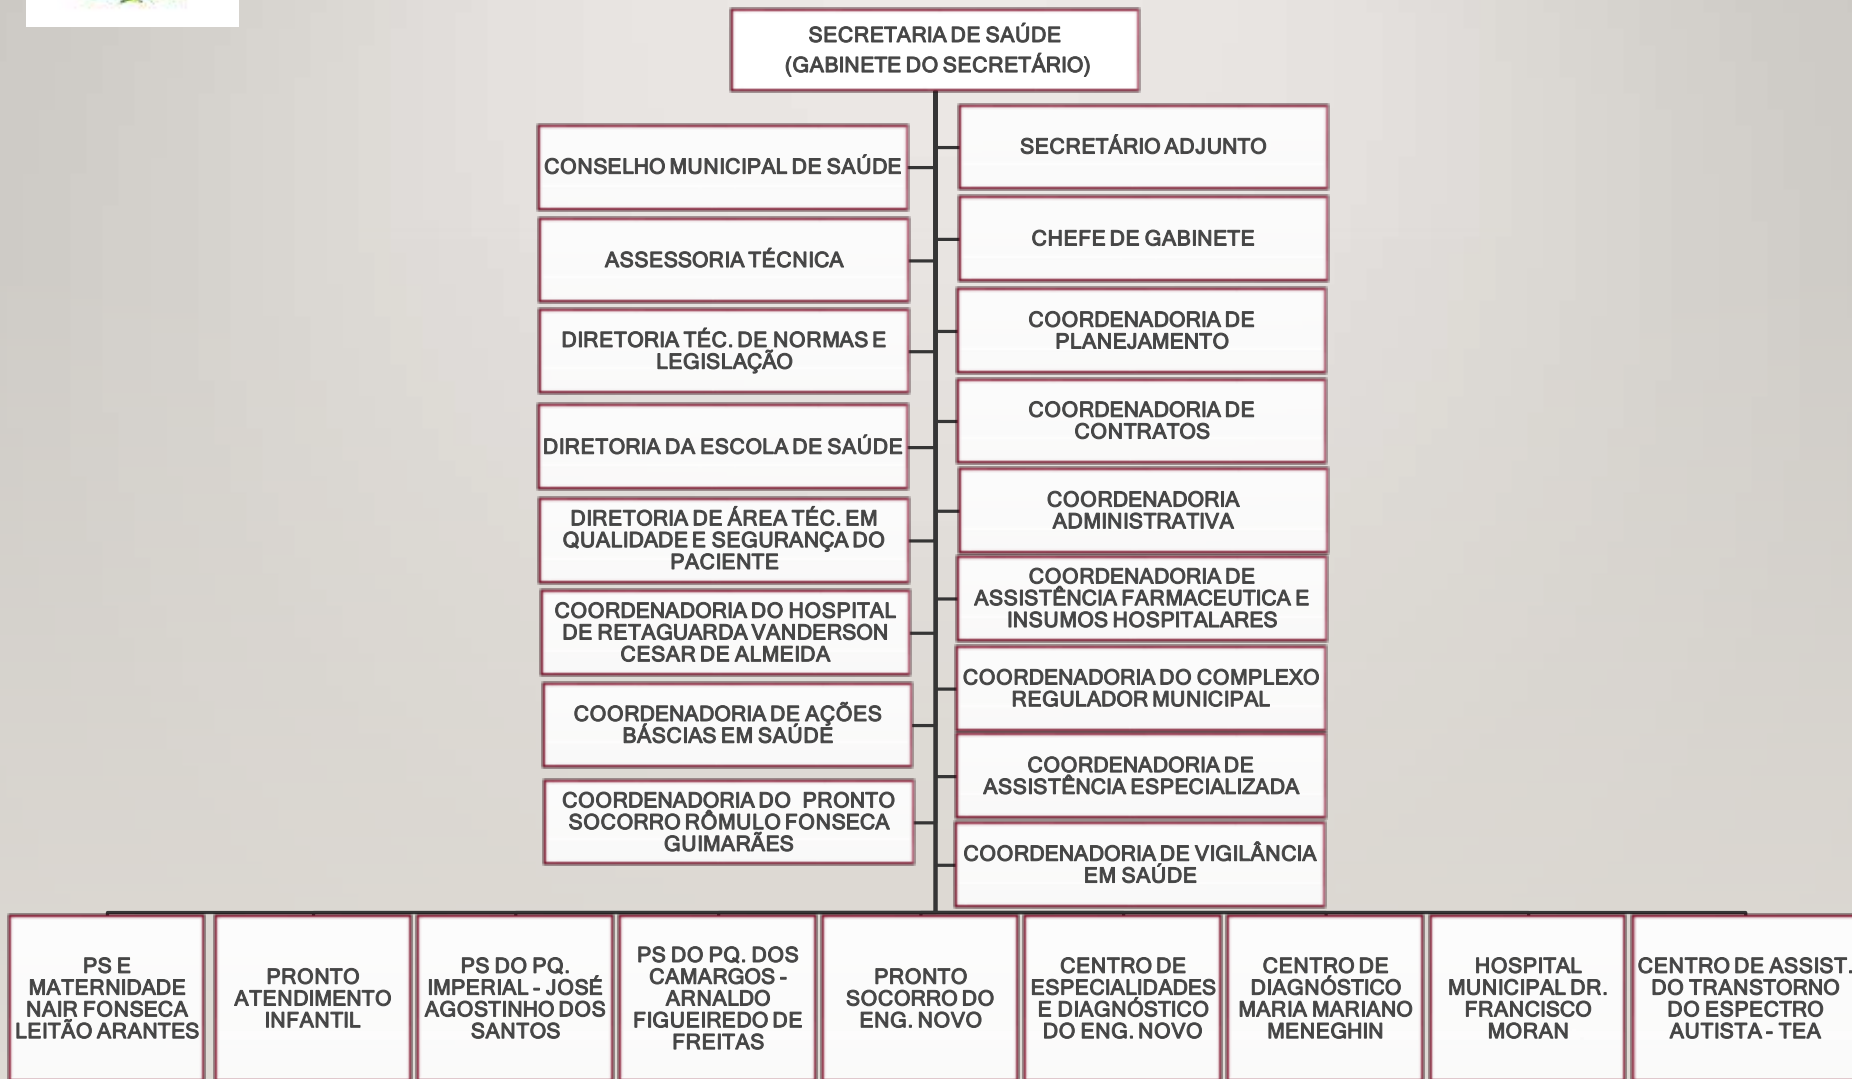 SECRETARIA DE SAÚDE
(GABINETE DO SECRETÁRIO)
CONSELHO MUNICIPAL DE SAÚDE
ASSESSORIA TÉCNICA
DIRETORIA TÉC. DE NORMAS E
LEGISLAÇÃO
DIRETORIA DA ESCOLA DE SAÚDE
DIRETORIA DE ÁREA TÉC. EM
QUALIDADE E SEGURANÇA DO
PACIENTE
COORDENADORIA DO HOSPITAL
DE RETAGUARDA VANDERSON
CESAR DE ALMEIDA
COORDENADORIA DE AÇÕES
BÁSCIAS EM SAÚDE
COORDENADORIA DO PRONTO
SOCORRO RÔMULO FONSECA
GUIMARÃES
SECRETÁRIO ADJUNTO
CHEFE DE GABINETE
COORDENADORIA DE
PLANEJAMENTO
COORDENADORIA DE
CONTRATOS
COORDENADORIA
ADMINISTRATIVA
COORDENADORIA DE
ASSISTÊNCIA FARMACEUTICA E
INSUMOS HOSPITALARES
COORDENADORIA DO COMPLEXO
REGULADOR MUNICIPAL
COORDENADORIA DE
ASSISTÊNCIA ESPECIALIZADA
COORDENADORIA DE VIGILÂNCIA
EM SAÚDE
PS E
MATERNIDADE
NAIR FONSECA
LEITÃO ARANTES
PRONTO
ATENDIMENTO
INFANTIL
PS DO PQ.
IMPERIAL - JOSÉ
AGOSTINHO DOS
SANTOS
PS DO PQ. DOS
CAMARGOS -
ARNALDO
FIGUEIREDO DE
FREITAS
PRONTO
SOCORRO DO
ENG. NOVO
CENTRO DE
ESPECIALIDADES
E DIAGNÓSTICO
DO ENG. NOVO
CENTRO DE
DIAGNÓSTICO
MARIA MARIANO
MENEGHIN
HOSPITAL
MUNICIPAL DR.
FRANCISCO
MORAN
CENTRO DE ASSIST.
DO TRANSTORNO
DO ESPECTRO
AUTISTA - TEA